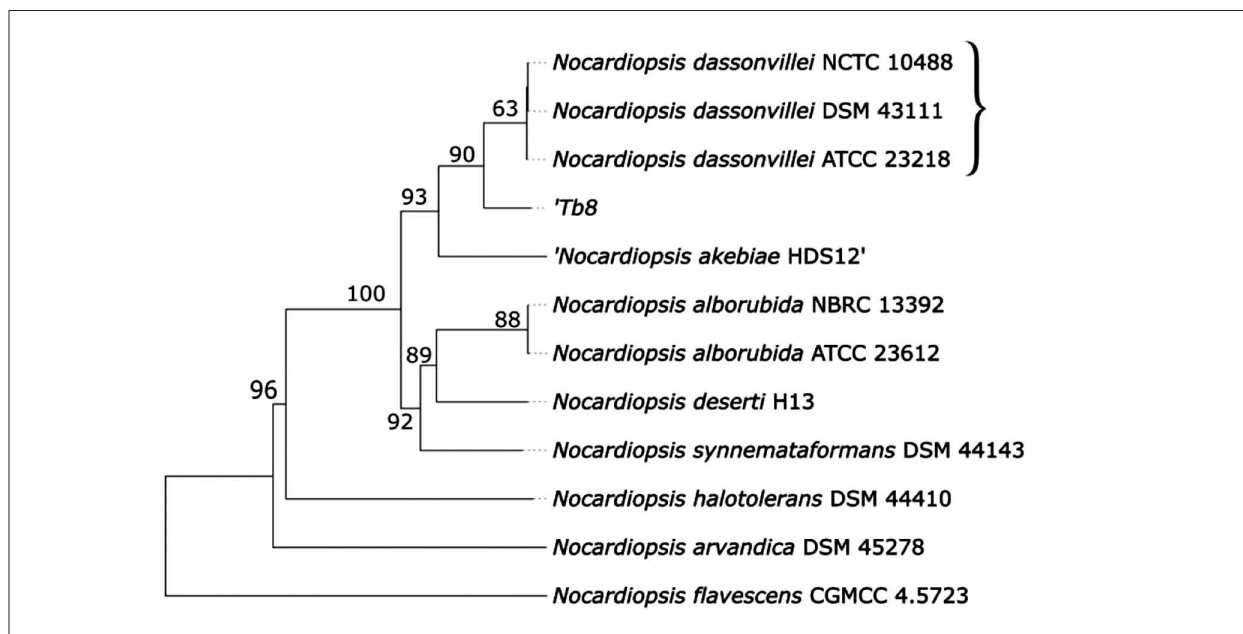 Nocardiopsis dassonvillei NCTC 10488
63
Nocardiopsis dassonvillei DSM 43111
Nocardiopsis dassonvillei ATCC 23218
90
93
'Tb8
'Nocardiopsis akebiae HDS12'
100
Nocardiopsis alborubida NBRC 13392
88
Nocardiopsis alborubida ATCC 23612
89
96
Nocardiopsis deserti H13
92
Nocardiopsis synnemataformans DSM 44143
Nocardiopsis halotolerans DSM 44410
Nocardiopsis arvandica DSM 45278
Nocardiopsis flavescens CGMCC 4.5723